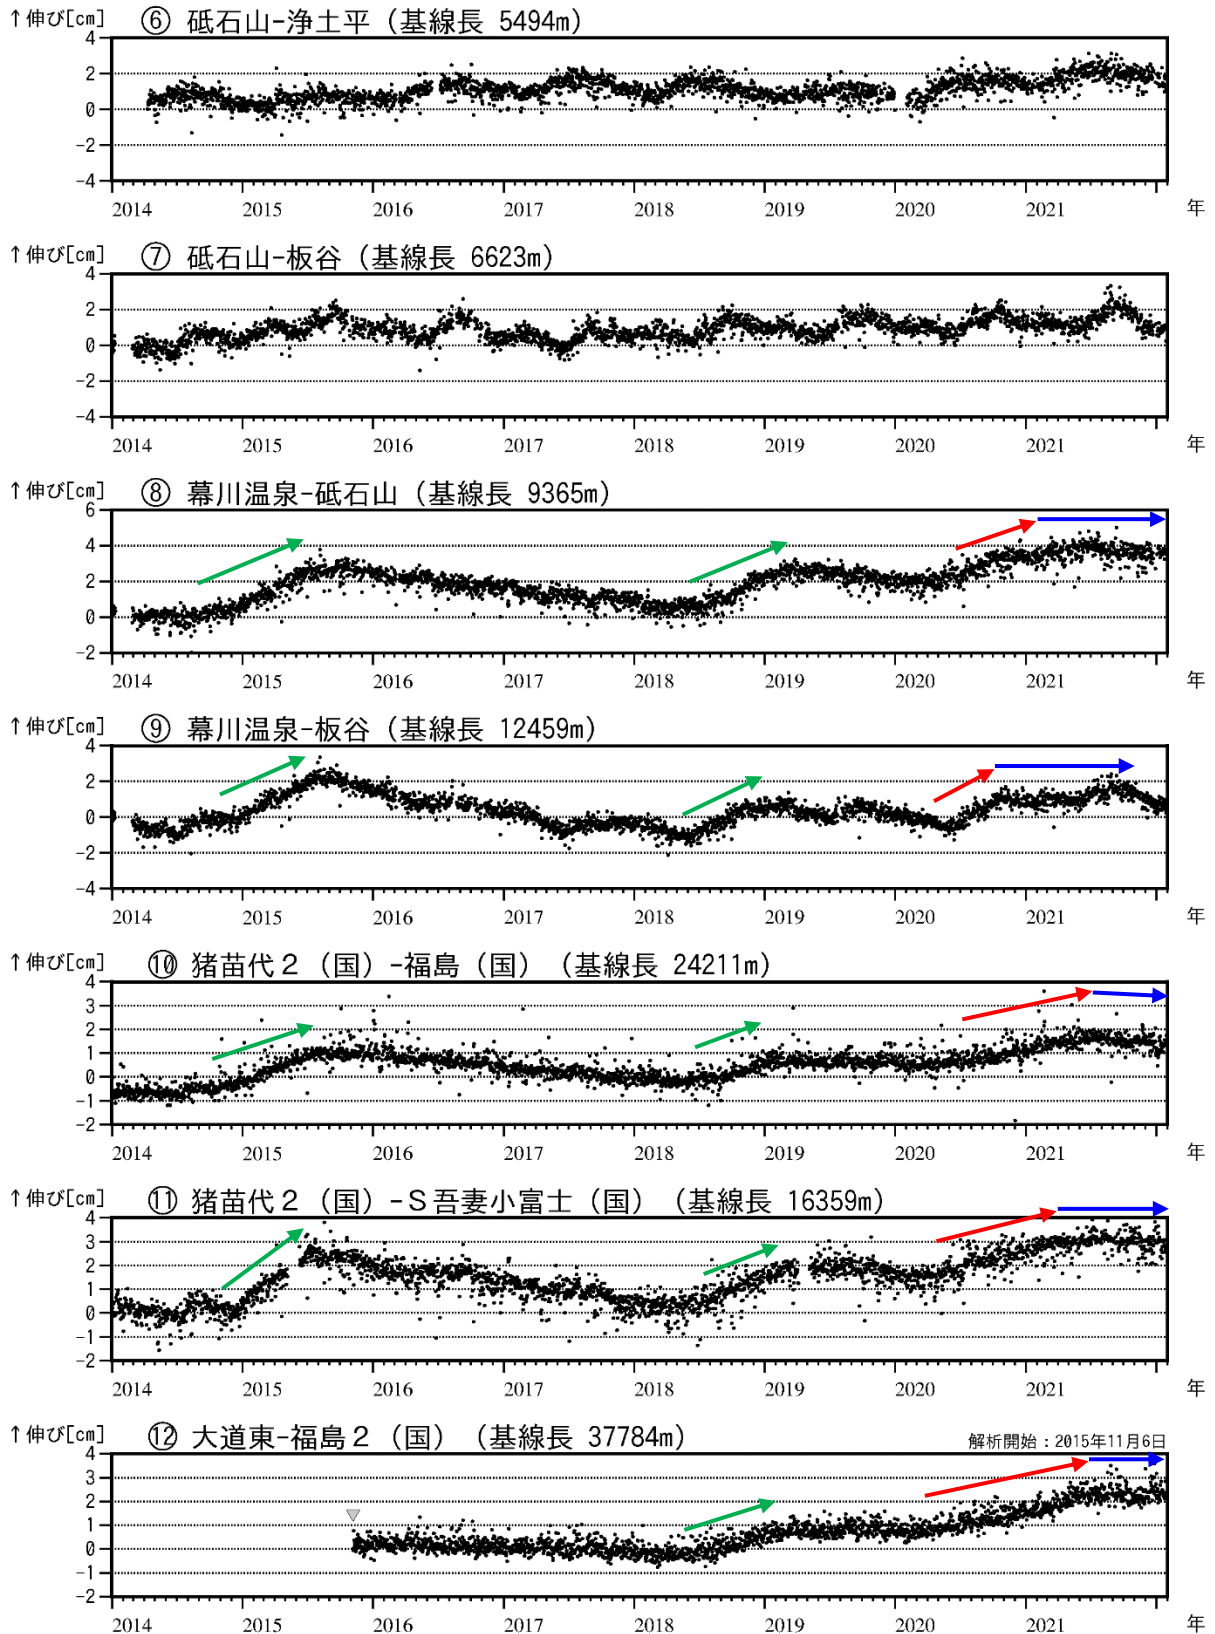 ↑伸び[cm] ⑥ 砥石山-浄土平（基線長 5494m）
4
2
0
-2
-4
2014 2015 2016 2017 2018 2019 2020 2021 年
↑伸び[cm] ⑦ 砥石山-板谷（基線長 6623m）
4
2
0
-2
-4
2014 2015 2016 2017 2018 2019 2020 2021 年
↑伸び[cm] ⑧ 幕川温泉-砥石山（基線長 9365m）
6
4
2
0
-2
2014 2015 2016 2017 2018 2019 2020 2021 年
↑伸び[cm] ⑨ 幕川温泉-板谷（基線長 12459m）
4
2
0
-2
-4
2014 2015 2016 2017 2018 2019 2020 2021 年
↑伸び[cm] ⑩ 猪苗代２（国）-福島（国）（基線長 24211m）
4
3
2
1
0
-1
-2
2014 2015 2016 2017 2018 2019 2020 2021 年
↑伸び[cm] ⑪ 猪苗代２（国）-Ｓ吾妻小富士（国）（基線長 16359m）
4
3
2
1
0
-1
-2
2014 2015 2016 2017 2018 2019 2020 2021 年
↑伸び[cm] ⑫ 大道東-福島２（国）（基線長 37784m）
解析開始：2015年11月6日
4
3
2
1
0
-1
-2
2014 2015 2016 2017 2018 2019 2020 2021 年